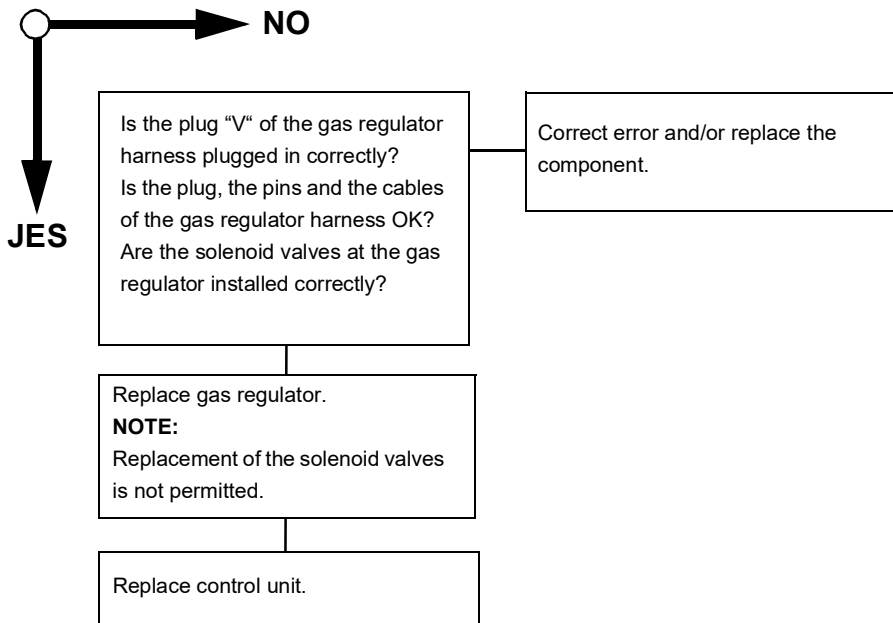 NO
JES
Is the plug “V“ of the gas regulator
harness plugged in correctly?
Is the plug, the pins and the cables
of the gas regulator harness OK?
Are the solenoid valves at the gas
regulator installed correctly?
Correct error and/or replace the
component.
Replace gas regulator.
NOTE:
Replacement of the solenoid valves
is not permitted.
Replace control unit.